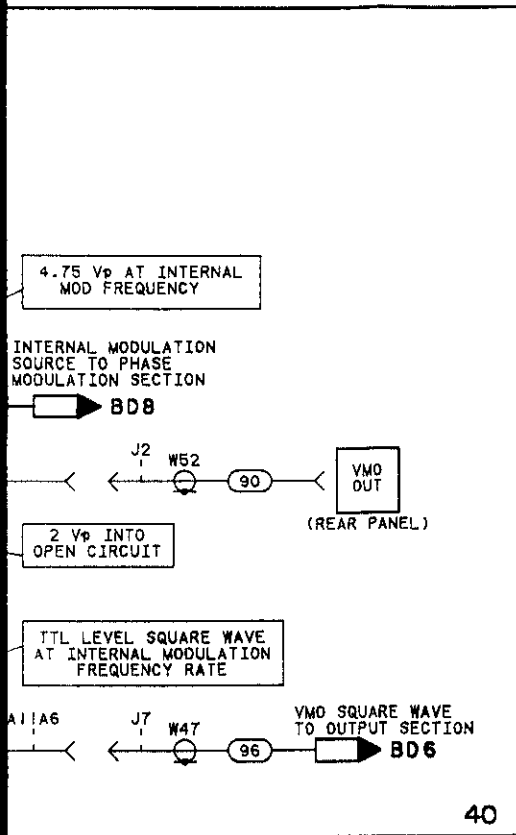 4.75 Vp AT INTERNAL
MOD FREQUENCY
INTERNAL MODULATION
SOURCE TO PHASE
MODULATION SECTION
BD8
J2
W52
90
VMO
OUT
(REAR PANEL)
2 Vp INTO
OPEN CIRCUIT
TTL LEVEL SQUARE WAVE
AT INTERNAL MODULATION
FREQUENCY RATE
A1 A6
J7
W47
96
VMO SQUARE WAVE
TO OUTPUT SECTION
BD6
40